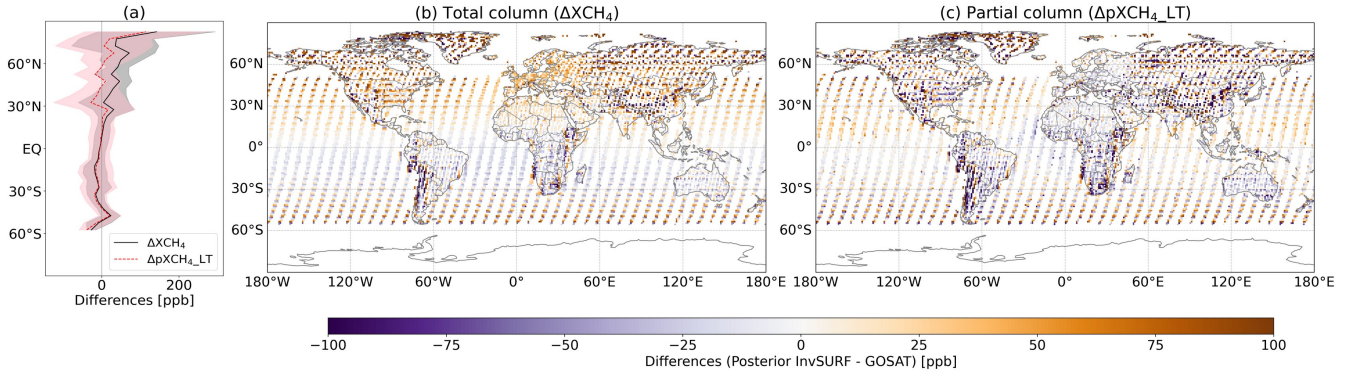 (a)
(b) Total column (ΔXCH₄)
(c) Partial column (ΔpXCH₄_LT)
60°N
30°N
EQ
30°S
60°S
ΔXCH₄
ΔpXCH₄_LT
0 200
Differences [ppb]
60°N
30°N
0°
30°S
60°S
180°W 120°W 60°W 0° 60°E 120°E 180°E
60°N
30°N
0°
30°S
60°S
180°W 120°W 60°W 0° 60°E 120°E 180°E
−100 −75 −50 −25 0 25 50 75 100
Differences (Posterior InvSURF - GOSAT) [ppb]